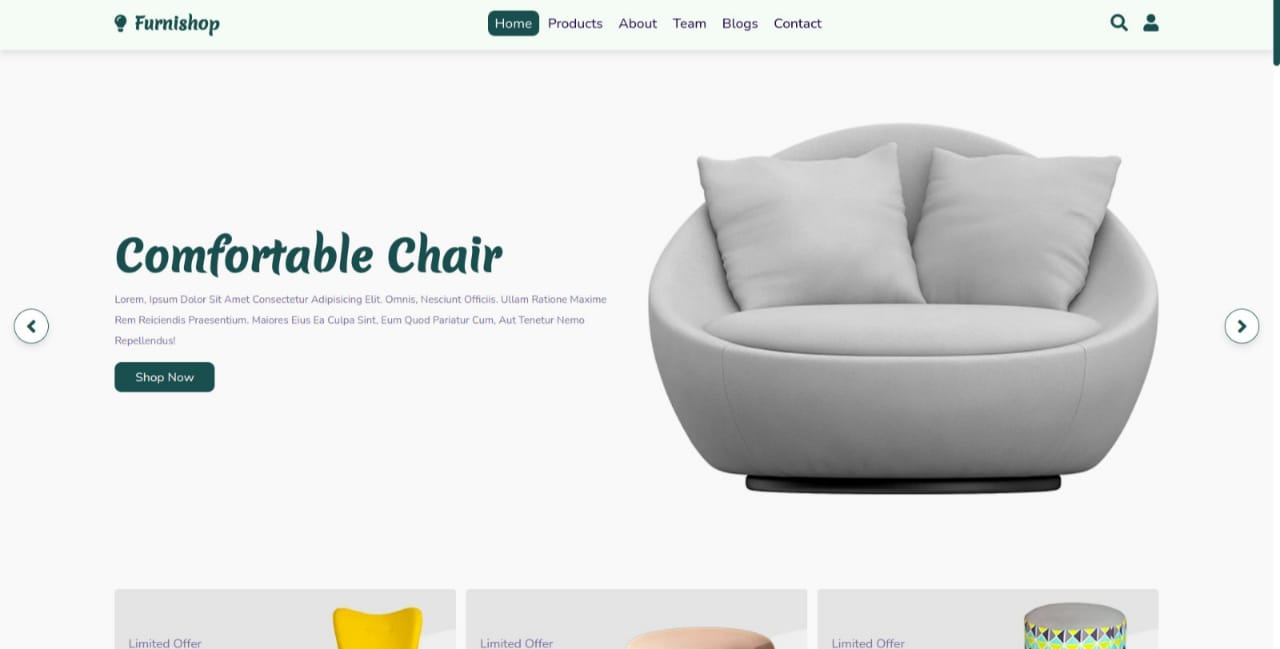 Furnishop
Home Products About Team Blogs Contact
Comfortable Chair
Lorem, Ipsum Dolor Sit Amet Consectetur Adipisicing Elit. Omnis, Nesciunt Officiis. Ullam Ratione Maxime
Rem Reiciendis Praesentium. Maiores Eius Ea Culpa Sint, Eum Quod Pariatur Cum, Aut Tenetur Nemo
Repellendus!
Shop Now
Limited Offer
Limited Offer
Limited Offer